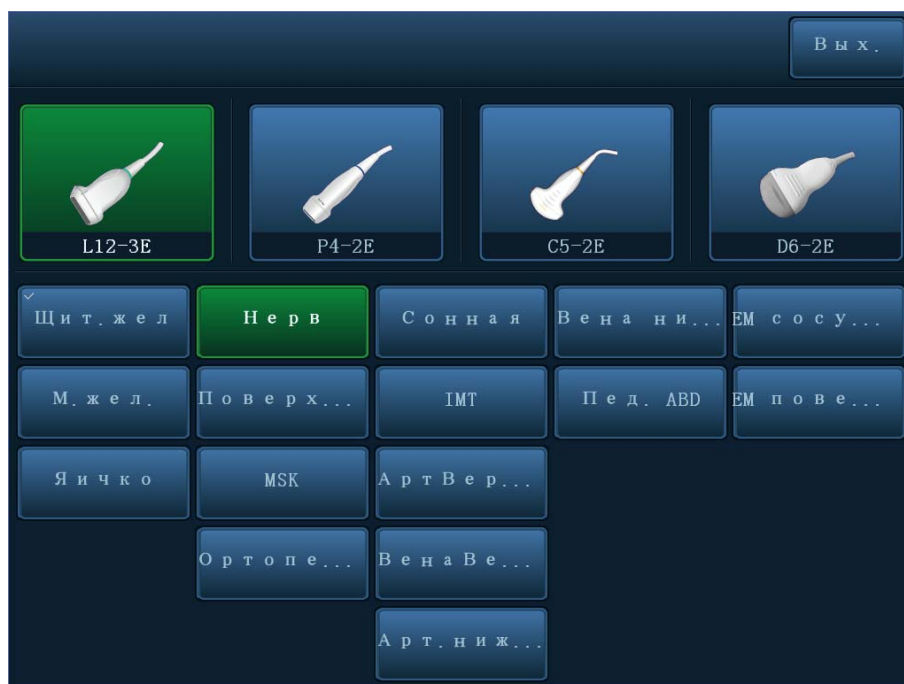 Вых.
L12-3E P4-2E C5-2E D6-2E
Щит.жел Нерв Сонная Вена ни... EM сосу...
М.жел. Поверх... IMT Пед. ABD EM пове...
Яичко MSK АртВер...
Ортопе... ВенаВе...
Арт.ниж...